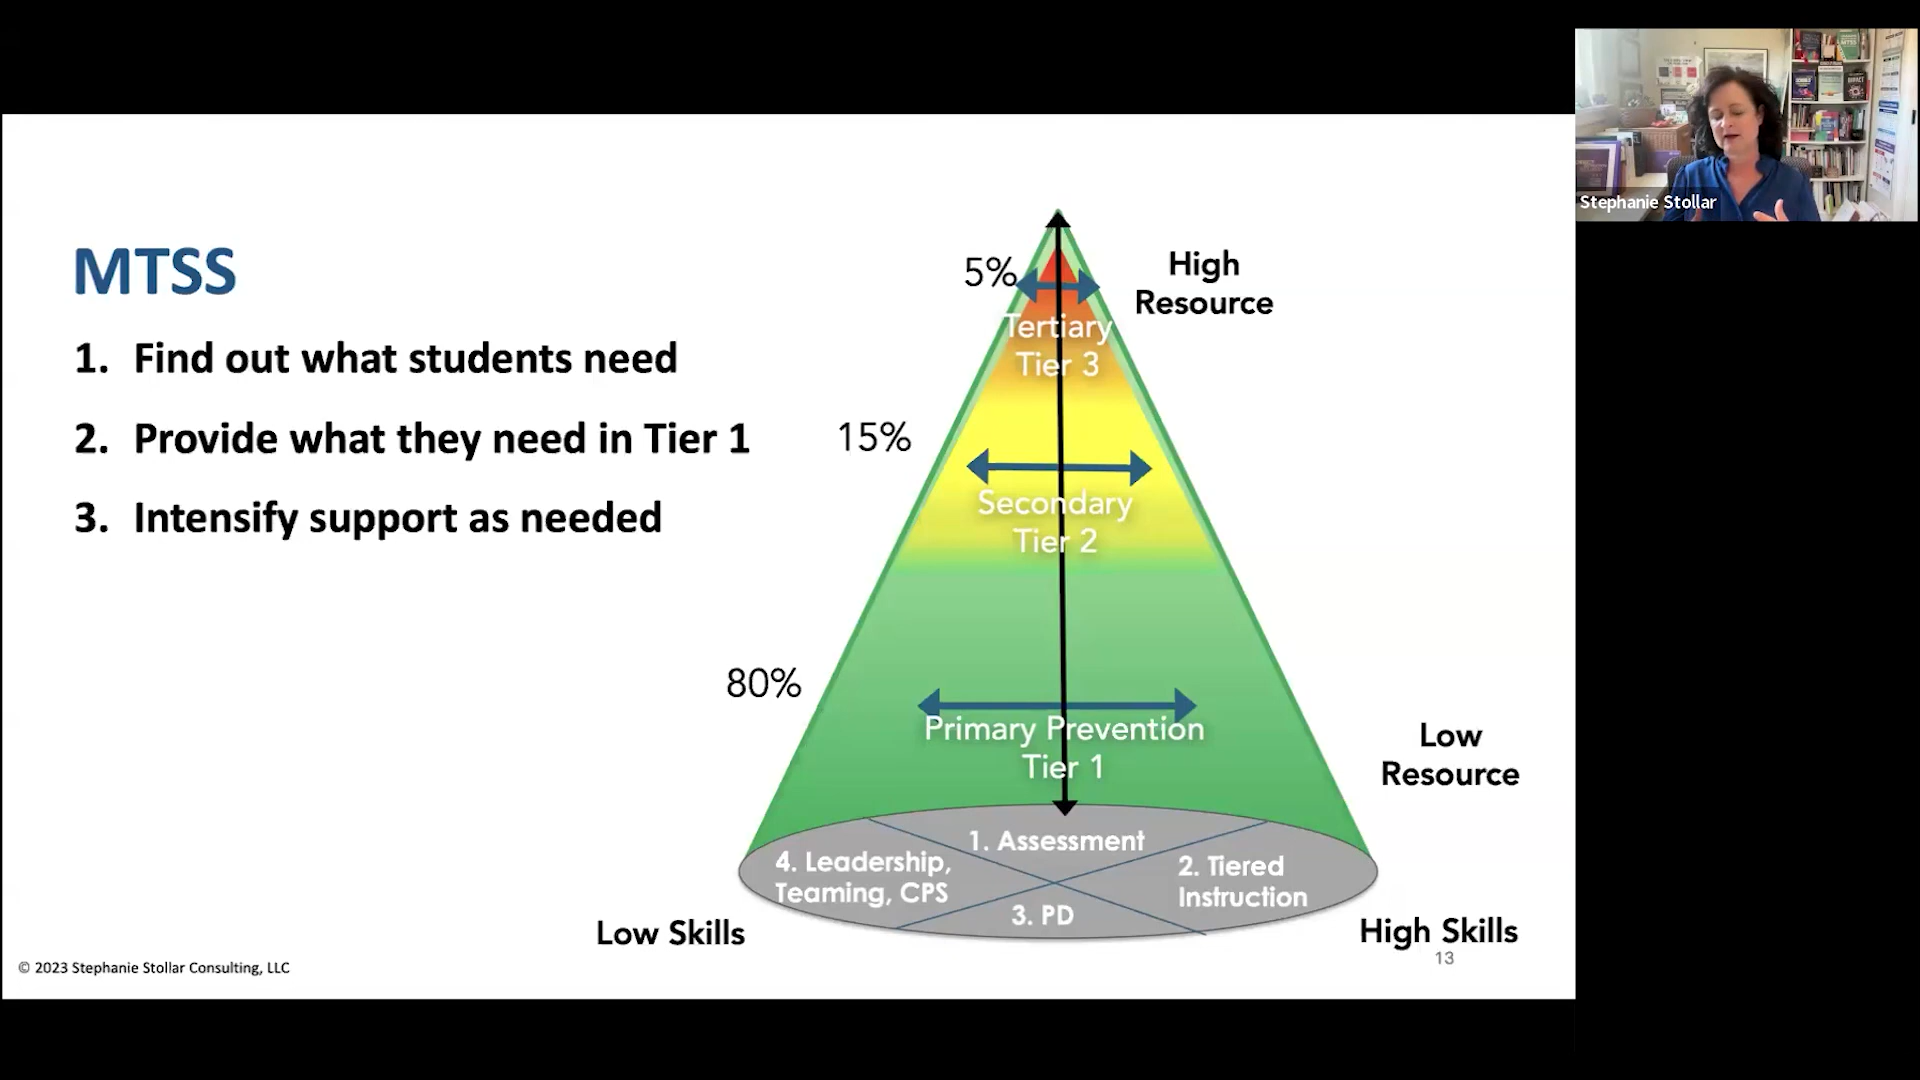 Stephanie Stollar
MTSS
1. Find out what students need
2. Provide what they need in Tier 1
3. Intensify support as needed
5%
High
Resource
Tertiary
Tier 3
15%
Secondary
Tier 2
80%
Primary Prevention
Tier 1
Low
Resource
1. Assessment
4. Leadership,
Teaming, CPS
2. Tiered
Instruction
3. PD
Low Skills
High Skills
13
© 2023 Stephanie Stollar Consulting, LLC